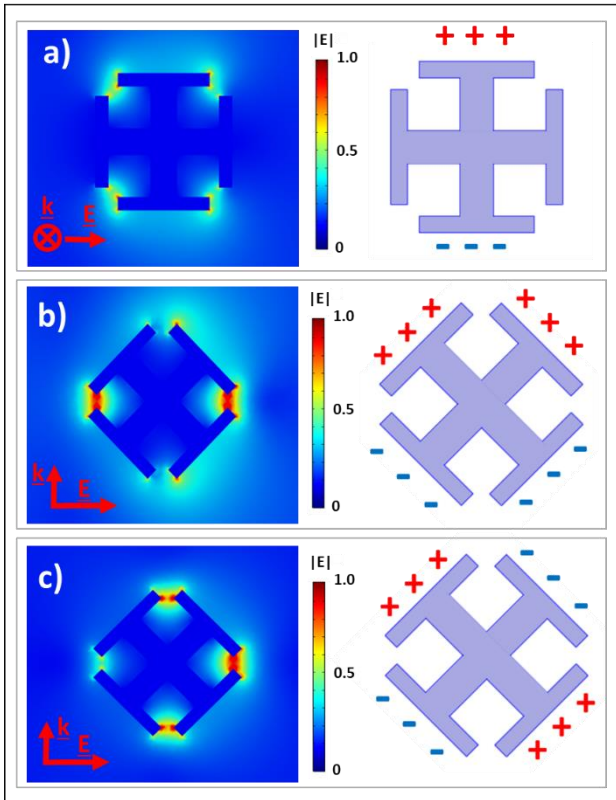 a)
|E|
1.0
0.5
0
k
E
+ + +
- - -
b)
|E|
1.0
0.5
0
k
E
+ + +
+ + +
- - -
- - -
c)
|E|
1.0
0.5
0
k
E
+ + +
- - -
- - -
+ + +